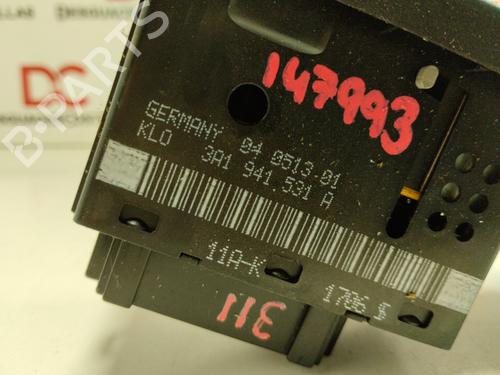 147993
GERMANY 04 0513.01
KLO 3A1 941 531 A
11A-K
1706
311
DC
B-PARTS